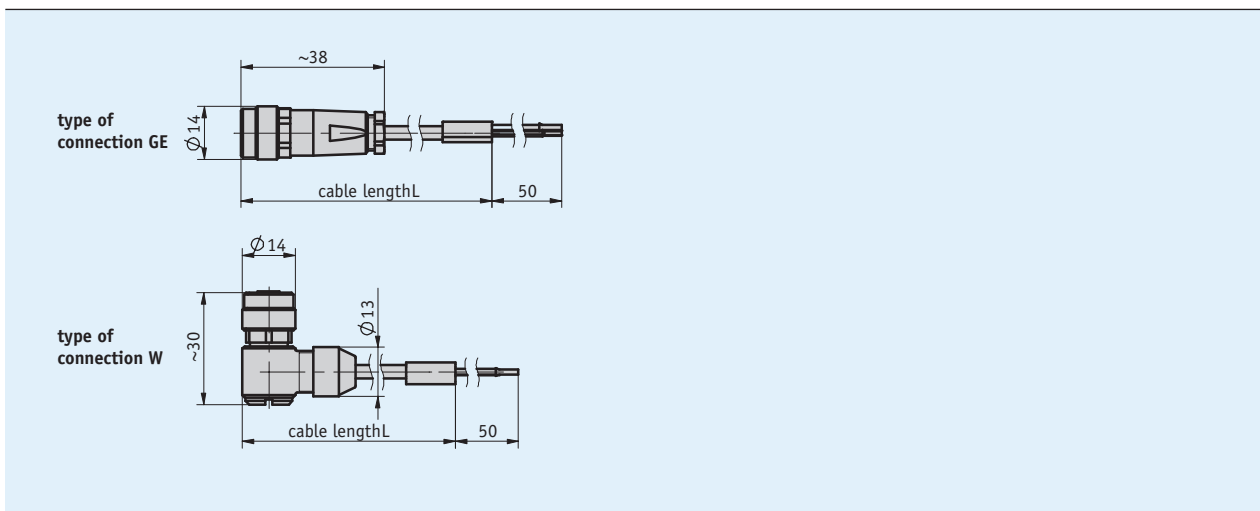 ~38
type of
connection GE
Ø14
cable lengthL
50
Ø14
type of
connection W
~30
Ø13
cable lengthL
50